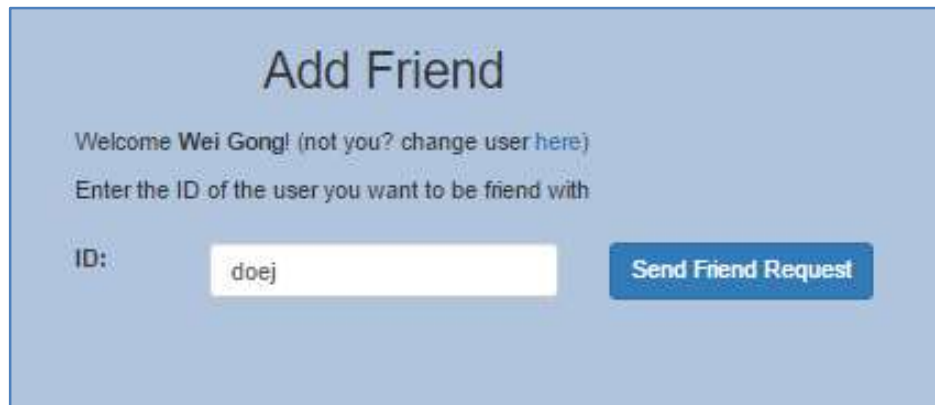 Add Friend
Welcome Wei Gong! (not you? change user here)
Enter the ID of the user you want to be friend with
ID: doej Send Friend Request